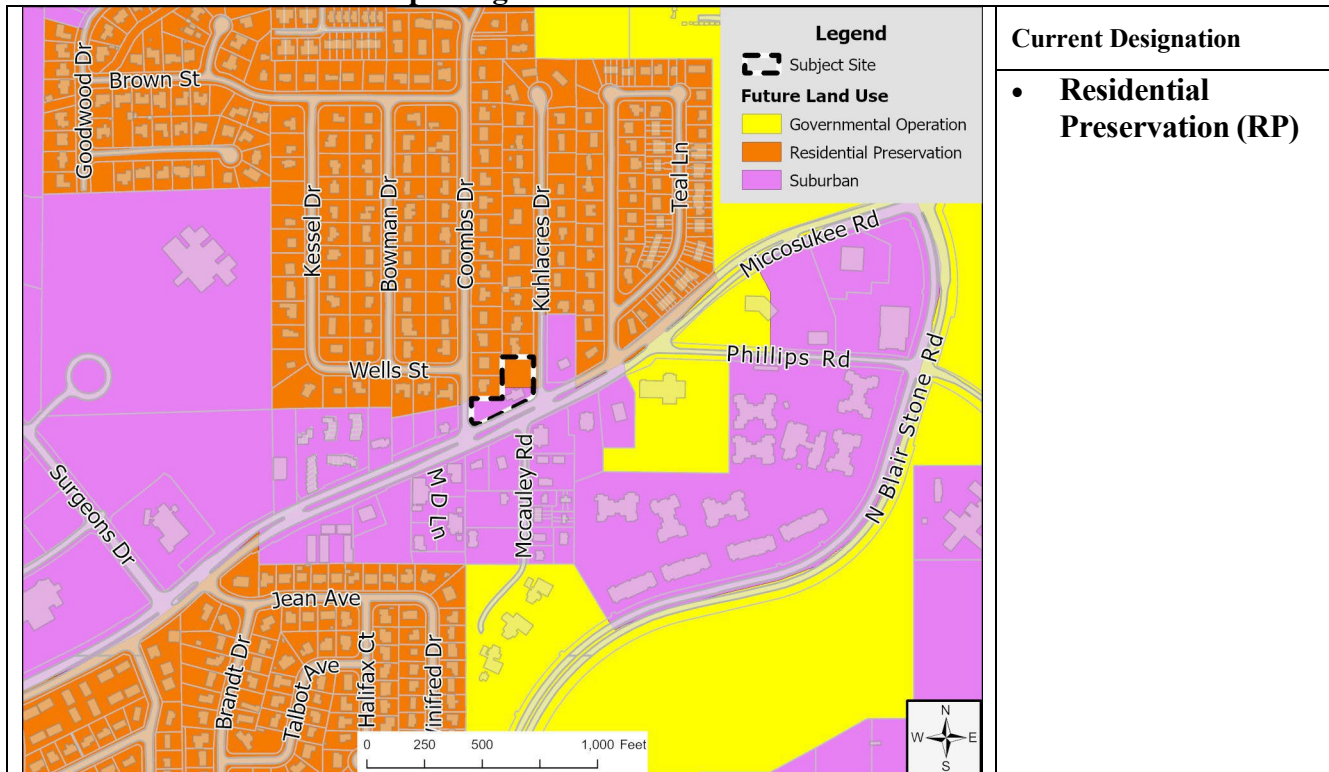 Legend
Subject Site
Future Land Use
Governmental Operation
Residential Preservation
Suburban
Current Designation
• Residential
Preservation (RP)
Goodwood Dr
Brown St
Kessel Dr
Bowman Dr
Coombs Dr
Kuhlacres Dr
Teal Ln
Miccosukee Rd
Wells St
Phillips Rd
N Blair Stone Rd
Surgeons Dr
M D Ln
Mccauley Rd
Jean Ave
Brandt Dr
Talbot Ave
Halifax Ct
Winifred Dr
0 250 500 1,000 Feet
N
W E
S